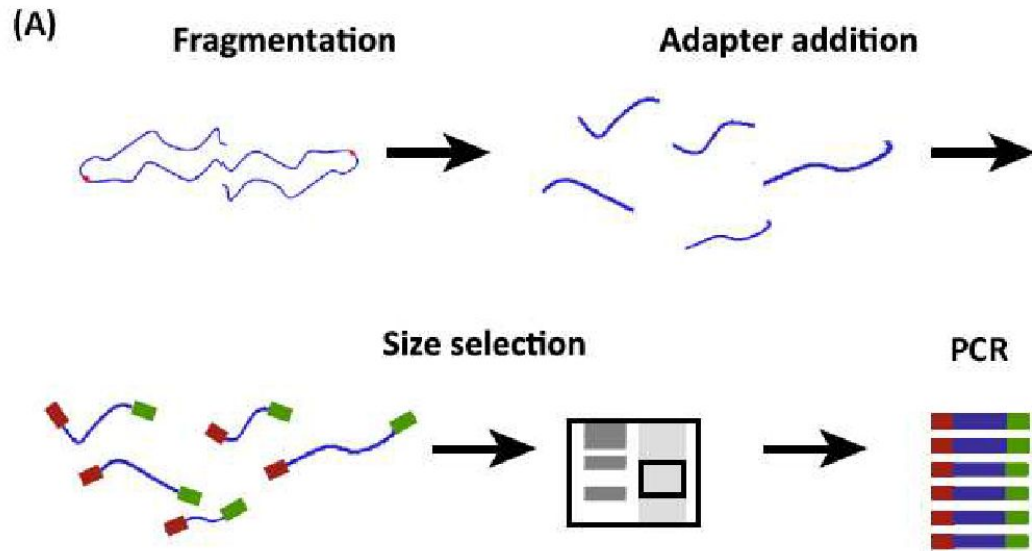 (A)
Fragmentation
Adapter addition
Size selection
PCR